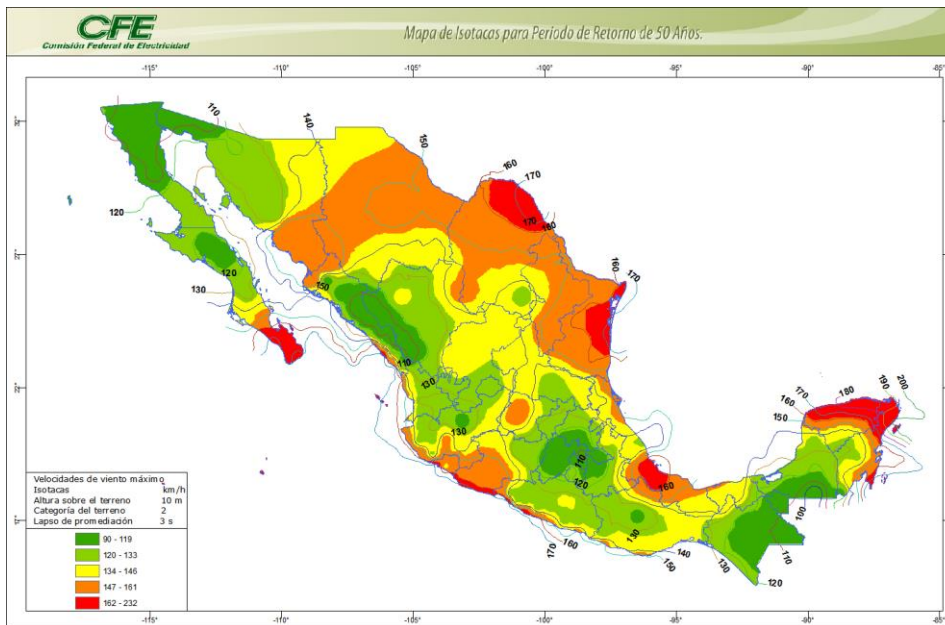 CFE
Comisión Federal de Electricidad
Mapa de Isotacas para Periodo de Retorno de 50 Años.
-115° -110° -105° -100° -95° -90° -85°
110
140
150
160
170
170
160
120
120
130
150
160
170
110
130
130
110
120
160
130
170
160
150
140
130
120
110
100
150
160
170
180
190
200
Velocidades de viento máximo
Isotacas km/h
Altura sobre el terreno 10 m
Categoría del terreno 2
Lapso de promediación 3 s
90 - 119
120 - 133
134 - 146
147 - 161
162 - 232
-115° -110° -105° -100° -95° -90° -85°